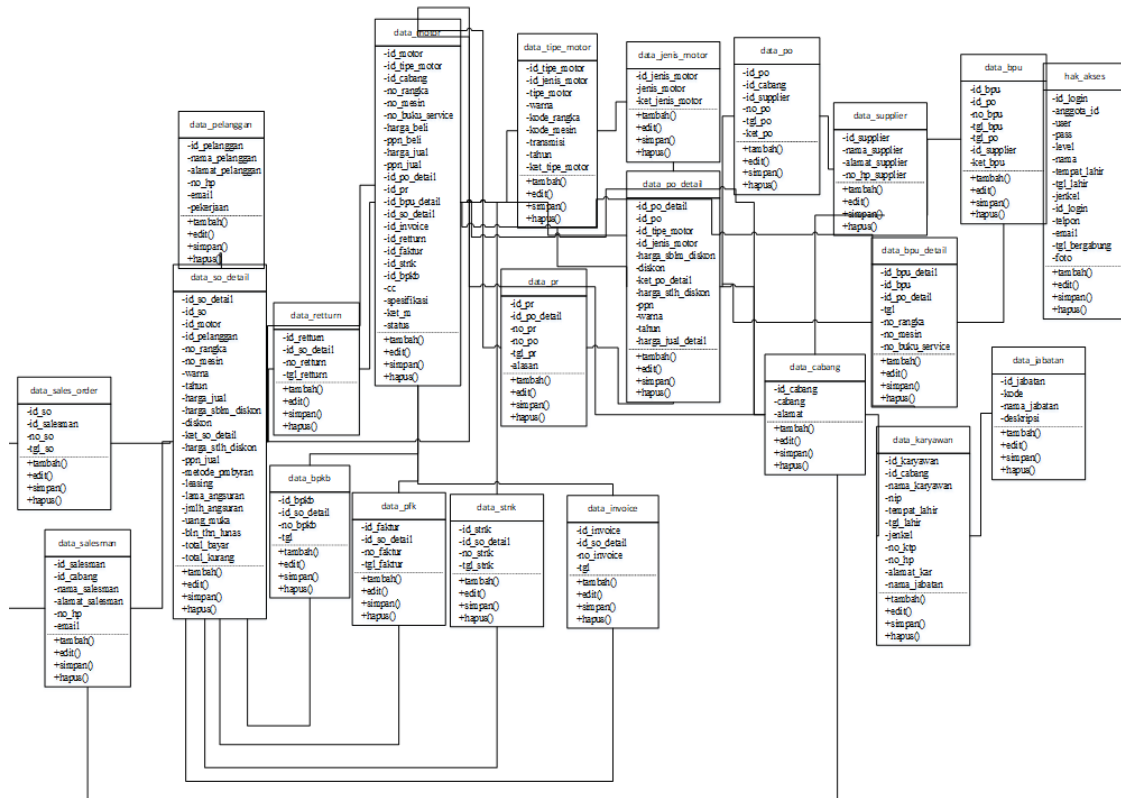 data_pelanggan
-id_pelanggan
-nama_pelanggan
-alamat_pelanggan
-no_hp
-email
-pekerjaan
+tambah()
+edit()
+simpan()
+hapus()
data_so_detail
-id_so_detail
-id_so
-id_motor
-id_pelanggan
-no_rangka
-no_mesin
-warna
-tahun
-harga_jual
-harga_sblm_diskon
-diskon
-ket_so_detail
-harga_stlh_diskon
-ppn_jual
-metode_pmbyran
-leasing
-lama_angsuran
-jmlh_angsuran
-uang_muka
-bln_thn_lunas
-total_bayar
-total_kurang
+tambah()
+edit()
+simpan()
+hapus()
data_sales_order
-id_so
-id_salesman
-no_so
-tgl_so
+tambah()
+edit()
+simpan()
+hapus()
data_salesman
-id_salesman
-id_cabang
-nama_salesman
-alamat_salesman
-no_hp
-email
+tambah()
+edit()
+simpan()
+hapus()
data_retturn
-id_retturn
-id_so_detail
-no_retturn
-tgl_retturn
+tambah()
+edit()
+simpan()
+hapus()
data_motor
-id_motor
-id_tipe_motor
-id_cabang
-no_rangka
-no_mesin
-no_buku_service
-harga_beli
-ppn_beli
-harga_jual
-ppn_jual
-id_po_detail
-id_pr
-id_bpu_detail
-id_so_detail
-id_invoice
-id_retturn
-id_faktur
-id_stnk
-id_bpkb
-cc
-spesifikasi
-ket_m
-status
+tambah()
+edit()
+simpan()
+hapus()
data_tipe_motor
-id_tipe_motor
-id_jenis_motor
-tipe_motor
-warna
-kode_rangka
-kode_mesin
-transmisi
-tahun
-ket_tipe_motor
+tambah()
+edit()
+simpan()
+hapus()
data_jenis_motor
-id_jenis_motor
-jenis_motor
-ket_jenis_motor
+tambah()
+edit()
+simpan()
+hapus()
data_po
-id_po
-id_cabang
-id_supplier
-no_po
-tgl_po
-ket_po
+tambah()
+edit()
+simpan()
+hapus()
data_supplier
-id_supplier
-nama_supplier
-alamat_supplier
-no_hp_supplier
+tambah()
+edit()
+simpan()
+hapus()
data_bpu
-id_bpu
-id_po
-no_bpu
-tgl_bpu
-tgl_po
-id_supplier
-ket_bpu
+tambah()
+edit()
+simpan()
+hapus()
hak_akses
-id_login
-anggota_id
-user
-pass
-level
-nama
-tempat_lahir
-tgl_lahir
-jenkel
-id_login
-telpon
-email
-tgl_bergabung
-foto
+tambah()
+edit()
+simpan()
+hapus()
data_po_detail
-id_po_detail
-id_po
-id_tipe_motor
-id_jenis_motor
-harga_sblm_diskon
-diskon
-ket_po_detail
-harga_stlh_diskon
-ppn
-warna
-tahun
-harga_jual_detail
+tambah()
+edit()
+simpan()
+hapus()
data_pr
-id_pr
-id_po_detail
-no_pr
-no_po
-tgl_pr
-alasan
+tambah()
+edit()
+simpan()
+hapus()
data_bpu_detail
-id_bpu_detail
-id_bpu
-id_po_detail
-tgl
-no_rangka
-no_mesin
-no_buku_service
+tambah()
+edit()
+simpan()
+hapus()
data_cabang
-id_cabang
-cabang
-alamat
+tambah()
+edit()
+simpan()
+hapus()
data_jabatan
-id_jabatan
-kode
-nama_jabatan
-deskripsi
+tambah()
+edit()
+simpan()
+hapus()
data_karyawan
-id_karyawan
-id_cabang
-nama_karyawan
-nip
-tempat_lahir
-tgl_lahir
-jenkel
-no_ktp
-no_hp
-alamat_kar
-nama_jabatan
+tambah()
+edit()
+simpan()
+hapus()
data_bpkb
-id_bpkb
-id_so_detail
-no_bpkb
-tgl
+tambah()
+edit()
+simpan()
+hapus()
data_pfk
-id_faktur
-id_so_detail
-no_faktur
-tgl_faktur
+tambah()
+edit()
+simpan()
+hapus()
data_stnk
-id_stnk
-id_so_detail
-no_stnk
-tgl_stnk
+tambah()
+edit()
+simpan()
+hapus()
data_invoice
-id_invoice
-id_so_detail
-no_invoice
-tgl
+tambah()
+edit()
+simpan()
+hapus()